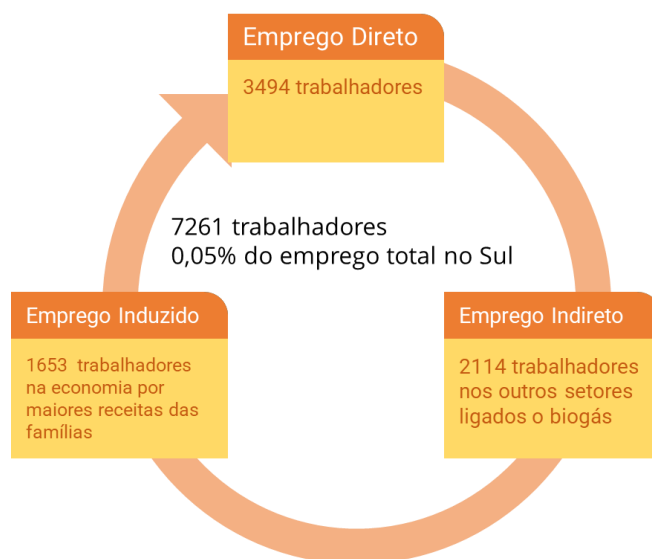 Emprego Direto
3494 trabalhadores
7261 trabalhadores
0,05% do emprego total no Sul
Emprego Induzido
1653 trabalhadores
na economia por
maiores receitas das
famílias
Emprego Indireto
2114 trabalhadores
nos outros setores
ligados o biogás